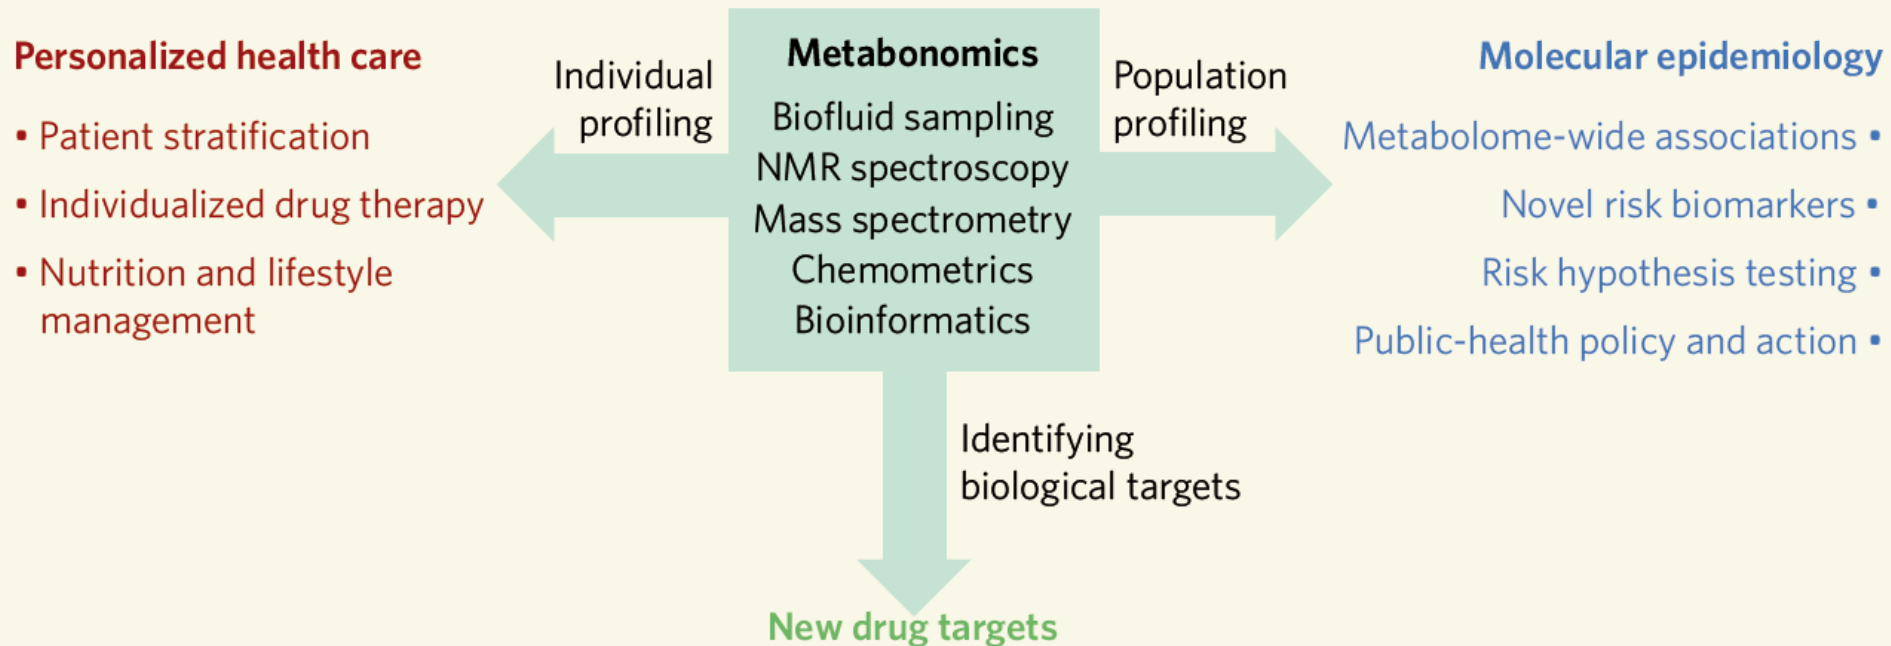 Personalized health care
• Patient stratification
• Individualized drug therapy
• Nutrition and lifestyle
management
Individual
profiling
Metabonomics
Biofluid sampling
NMR spectroscopy
Mass spectrometry
Chemometrics
Bioinformatics
Population
profiling
Molecular epidemiology
Metabolome-wide associations •
Novel risk biomarkers •
Risk hypothesis testing •
Public-health policy and action •
Identifying
biological targets
New drug targets